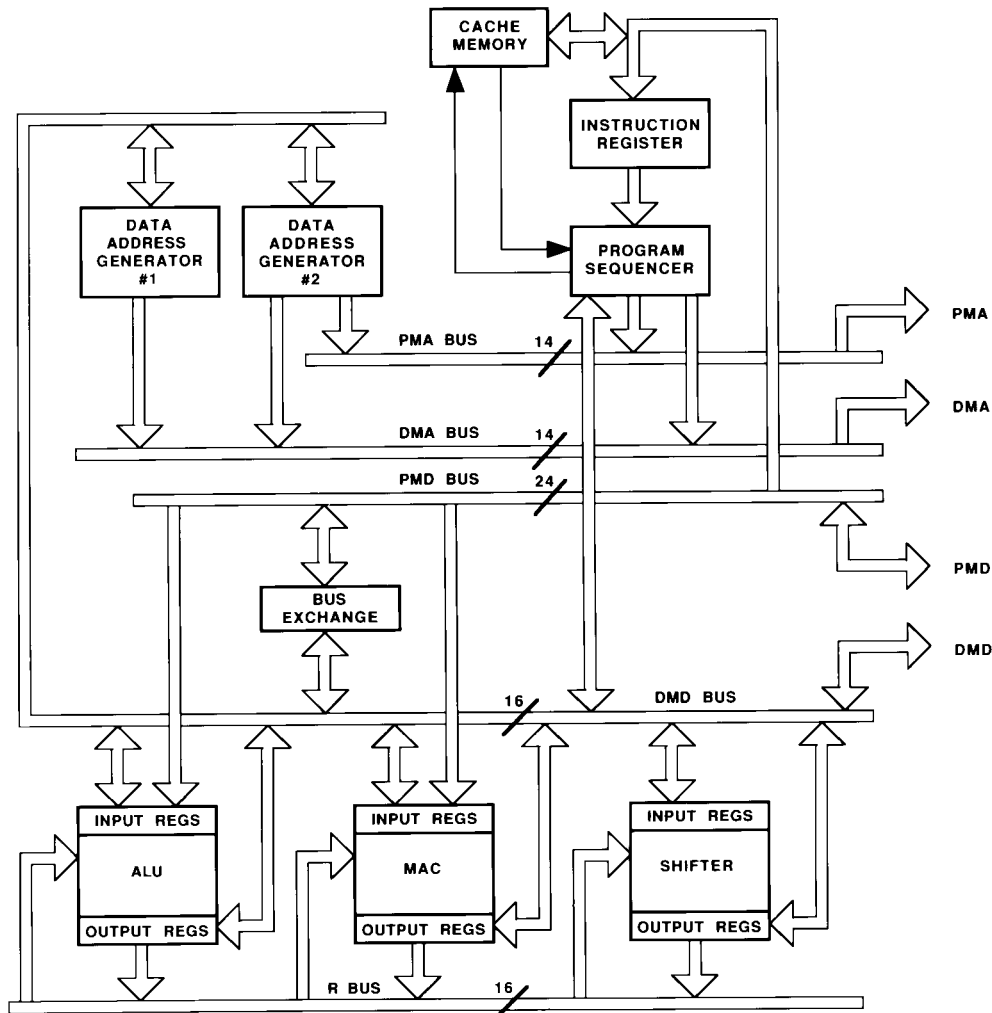 CACHE
MEMORY
INSTRUCTION
REGISTER
DATA
ADDRESS
GENERATOR
#1
DATA
ADDRESS
GENERATOR
#2
PROGRAM
SEQUENCER
PMA
PMA BUS
14
DMA
DMA BUS
14
PMD BUS
24
PMD
BUS
EXCHANGE
DMD
16
DMD BUS
INPUT REGS
ALU
OUTPUT REGS
INPUT REGS
MAC
OUTPUT REGS
INPUT REGS
SHIFTER
OUTPUT REGS
R BUS
16